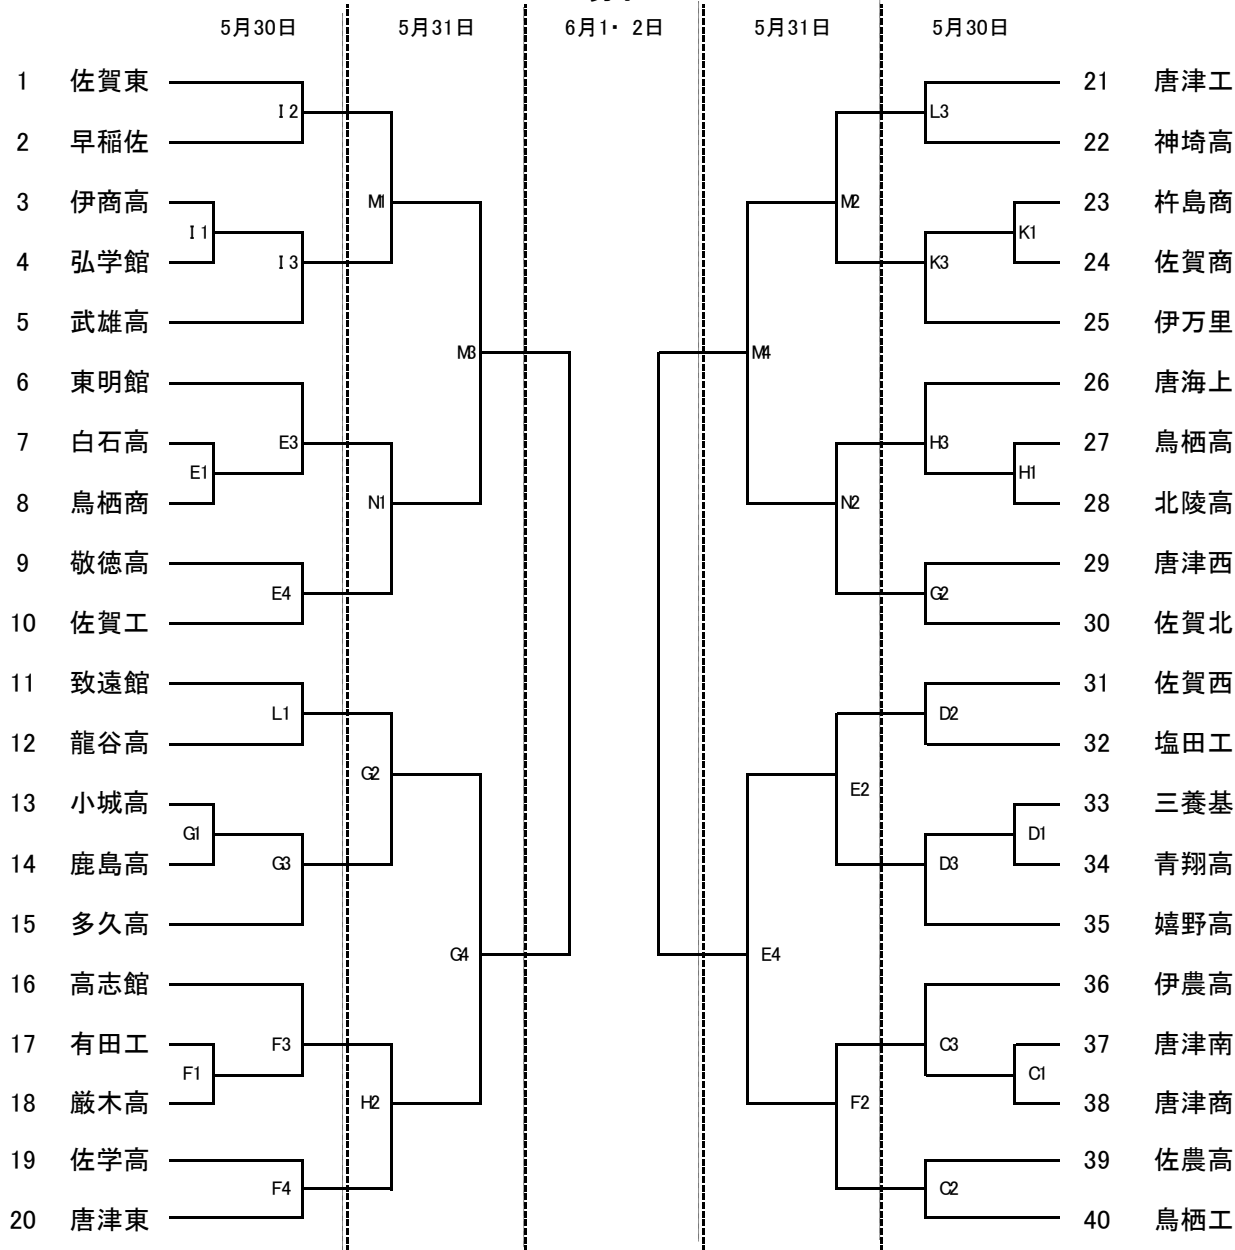 5月30日 5月31日 6月1・ 2日 5月31日 5月30日
1 佐賀東 21 唐津工
I 2 L3
2 早稲佐 22 神埼高
3 伊商高 M1 M2 23 杵島商
I 1 K1
4 弘学館 I 3 K3 24 佐賀商
5 武雄高 25 伊万里
M3 M4
6 東明館 26 唐海上
7 白石高 E3 H3 27 鳥栖高
E1 H1
8 鳥栖商 N1 N2 28 北陵高
9 敬徳高 29 唐津西
E4 G2
10 佐賀工 30 佐賀北
11 致遠館 31 佐賀西
L1 D2
12 龍谷高 32 塩田工
G2 E2
13 小城高 33 三養基
G1 D1
14 鹿島高 G3 D3 34 青翔高
15 多久高 35 嬉野高
G4 E4
16 高志館 36 伊農高
17 有田工 F3 C3 37 唐津南
F1 C1
18 厳木高 H2 F2 38 唐津商
19 佐学高 39 佐農高
F4 C2
20 唐津東 40 鳥栖工